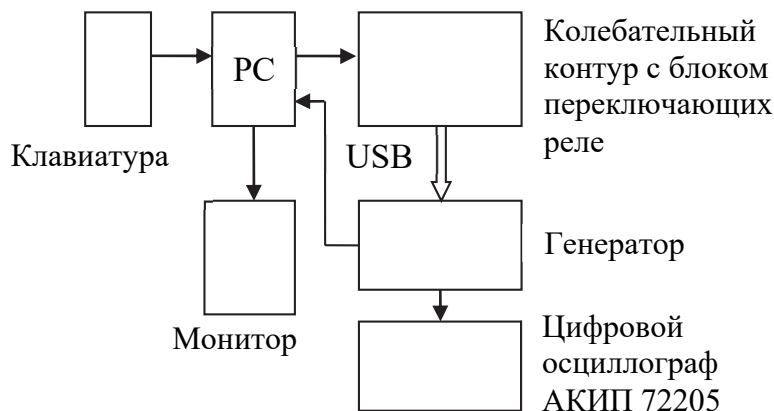 Колебательный
контур с блоком
переключающих
реле
PC
Клавиатура
USB
Генератор
Монитор
Цифровой
осциллограф
АКИП 72205